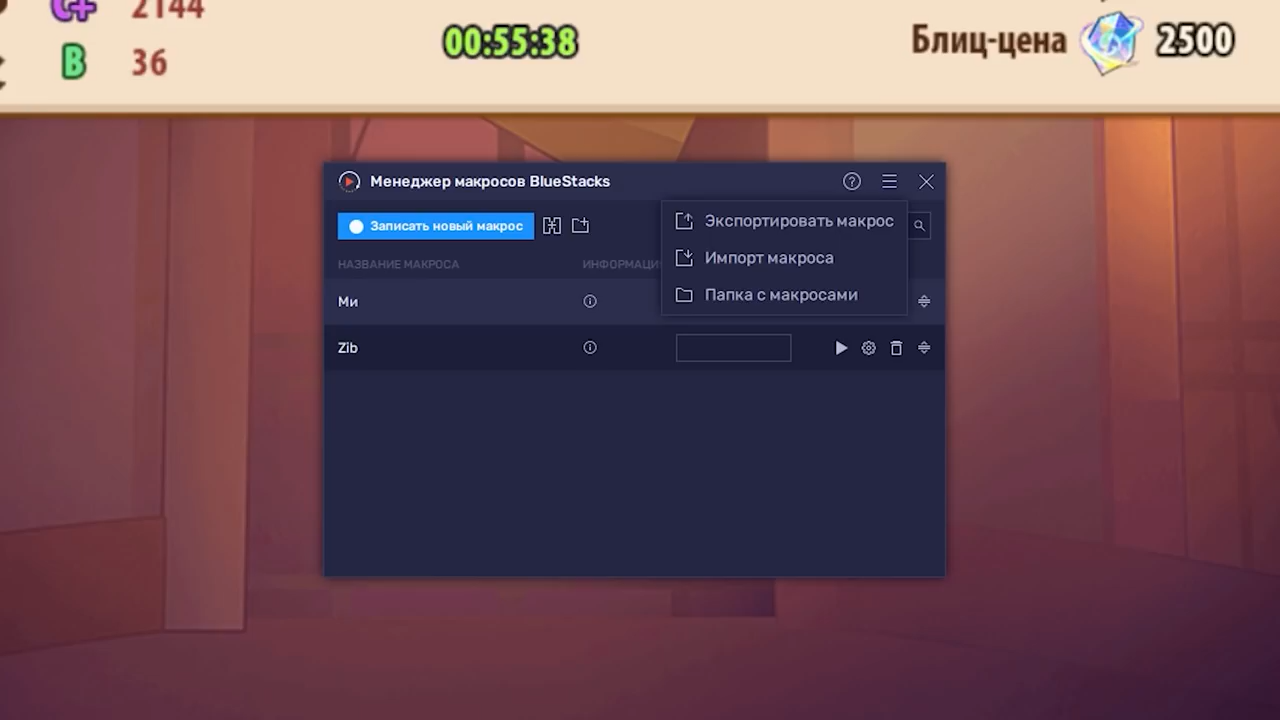 C+ 2144
B 36
00:55:38
Блиц-цена 2500
Менеджер макросов BlueStacks
Записать новый макрос
Экспортировать макрос
Импорт макроса
Папка с макросами
НАЗВАНИЕ МАКРОСА
Ми
Zib